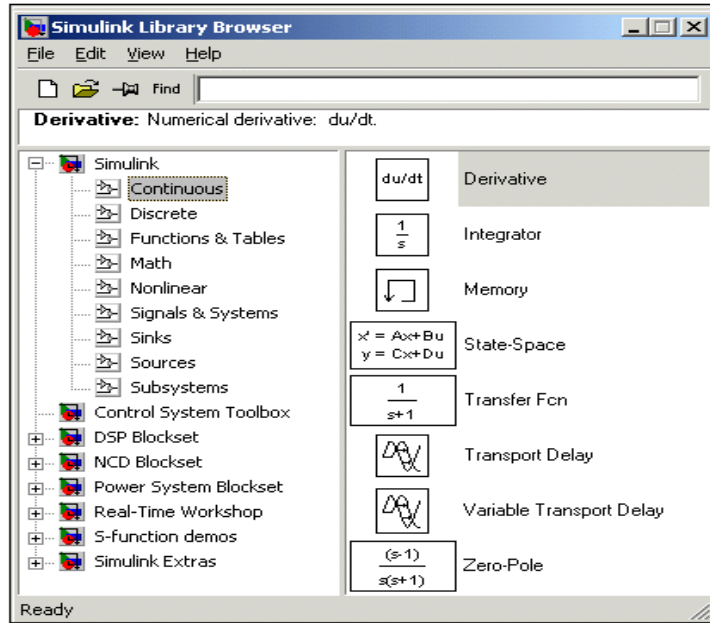 Simulink Library Browser
File Edit View Help
Find
Derivative: Numerical derivative: du/dt.
Simulink
Continuous
Discrete
Functions & Tables
Math
Nonlinear
Signals & Systems
Sinks
Sources
Subsystems
Control System Toolbox
DSP Blockset
NCD Blockset
Power System Blockset
Real-Time Workshop
S-function demos
Simulink Extras
du/dt Derivative
1
s
Integrator
Memory
x' = Ax+Bu
y = Cx+Du
State-Space
1
s+1
Transfer Fcn
Transport Delay
Variable Transport Delay
(s-1)
s(s+1)
Zero-Pole
Ready